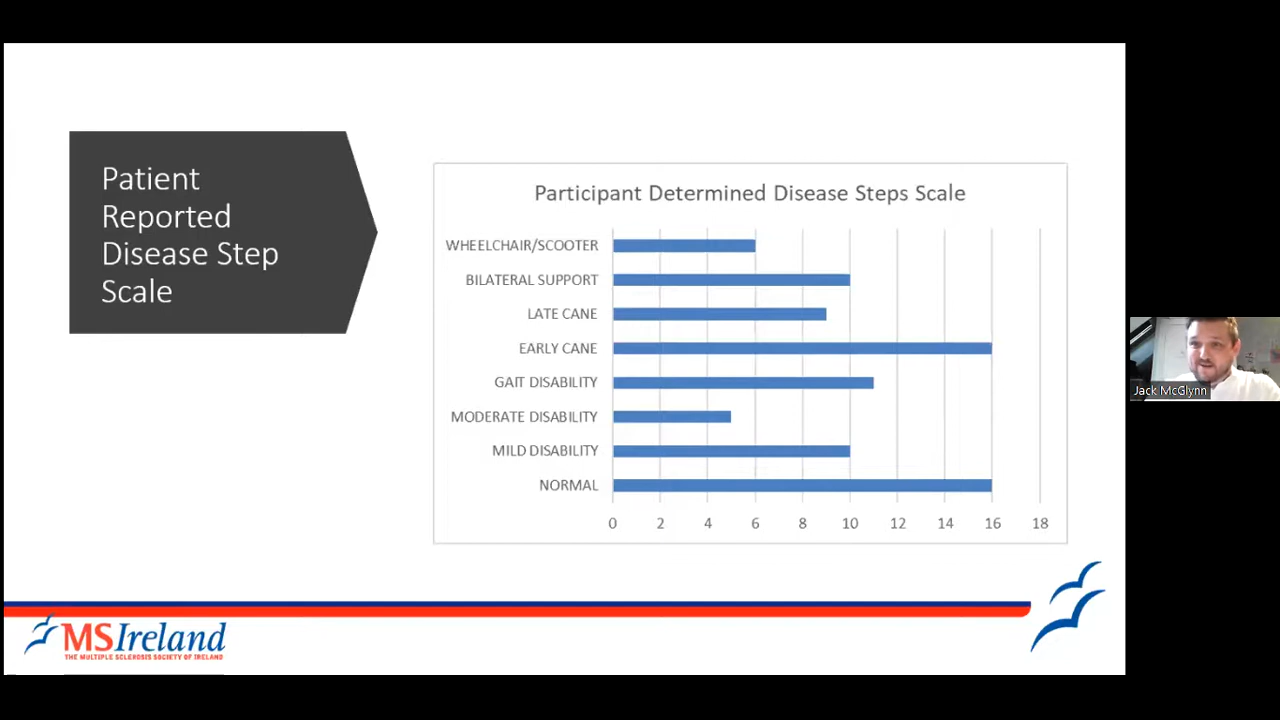 Patient
Reported
Disease Step
Scale
Participant Determined Disease Steps Scale
WHEELCHAIR/SCOOTER
BILATERAL SUPPORT
LATE CANE
EARLY CANE
GAIT DISABILITY
MODERATE DISABILITY
MILD DISABILITY
NORMAL
0 2 4 6 8 10 12 14 16 18
Jack McGlynn
MSIreland
THE MULTIPLE SCLEROSIS SOCIETY OF IRELAND